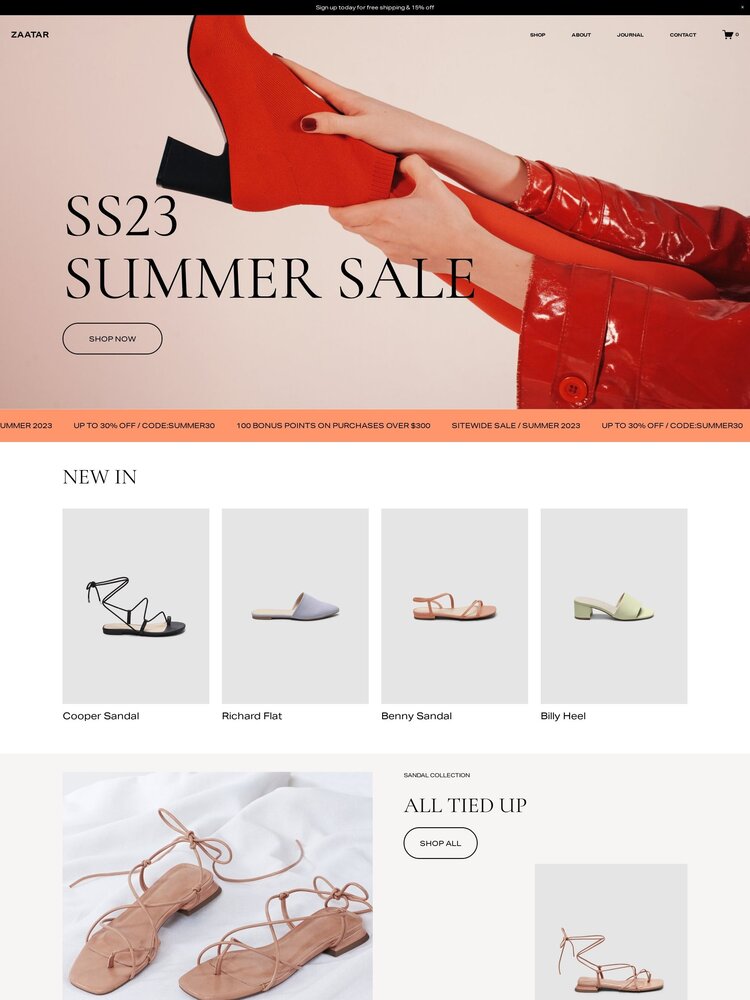 Sign up today for free shipping & 15% off
×
ZAATAR
SHOP
ABOUT
JOURNAL
CONTACT
0
SS23
SUMMER SALE
SHOP NOW
UMMER 2023
UP TO 30% OFF / CODE:SUMMER30
100 BONUS POINTS ON PURCHASES OVER $300
SITEWIDE SALE / SUMMER 2023
UP TO 30% OFF / CODE:SUMMER30
NEW IN
Cooper Sandal
Richard Flat
Benny Sandal
Billy Heel
SANDAL COLLECTION
ALL TIED UP
SHOP ALL